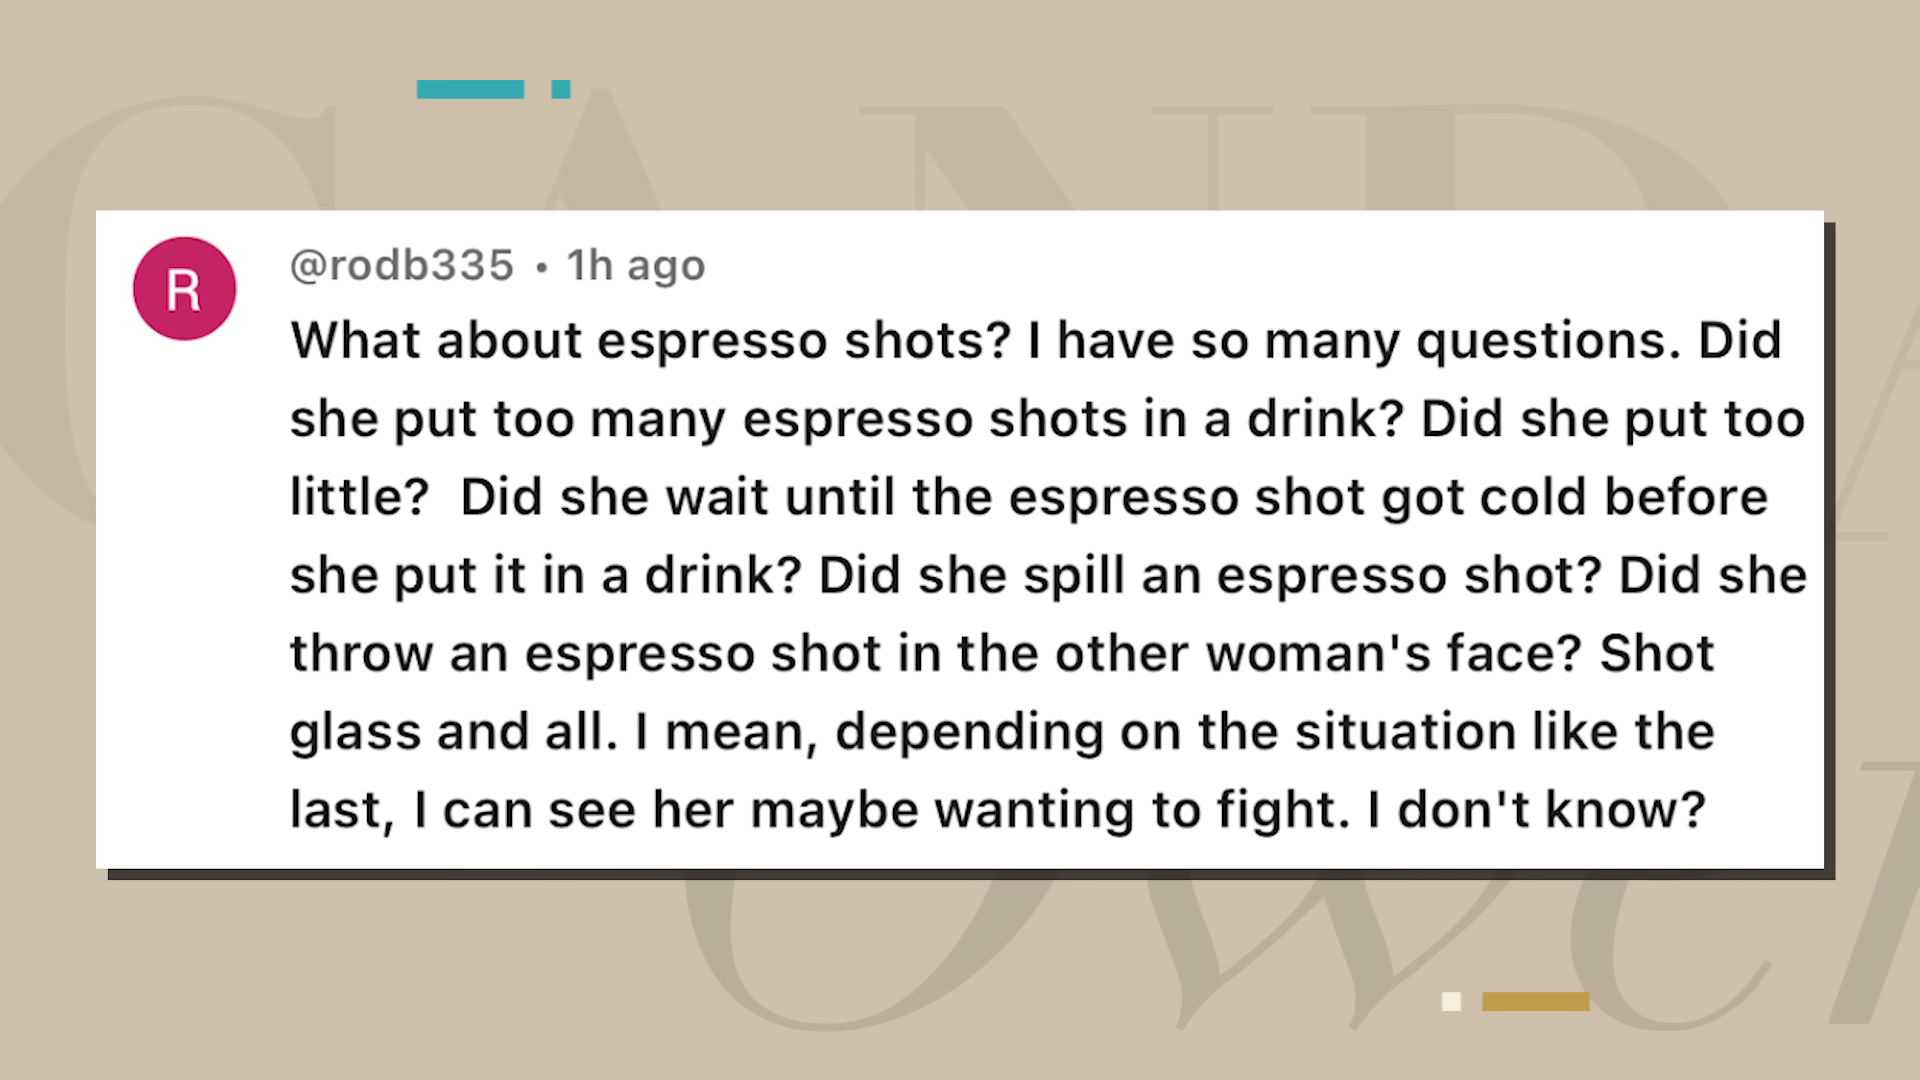 CANDA
R
@rodb335 • 1h ago
What about espresso shots? I have so many questions. Did
she put too many espresso shots in a drink? Did she put too
little?  Did she wait until the espresso shot got cold before
she put it in a drink? Did she spill an espresso shot? Did she
throw an espresso shot in the other woman's face? Shot
glass and all. I mean, depending on the situation like the
last, I can see her maybe wanting to fight. I don't know?
Owen